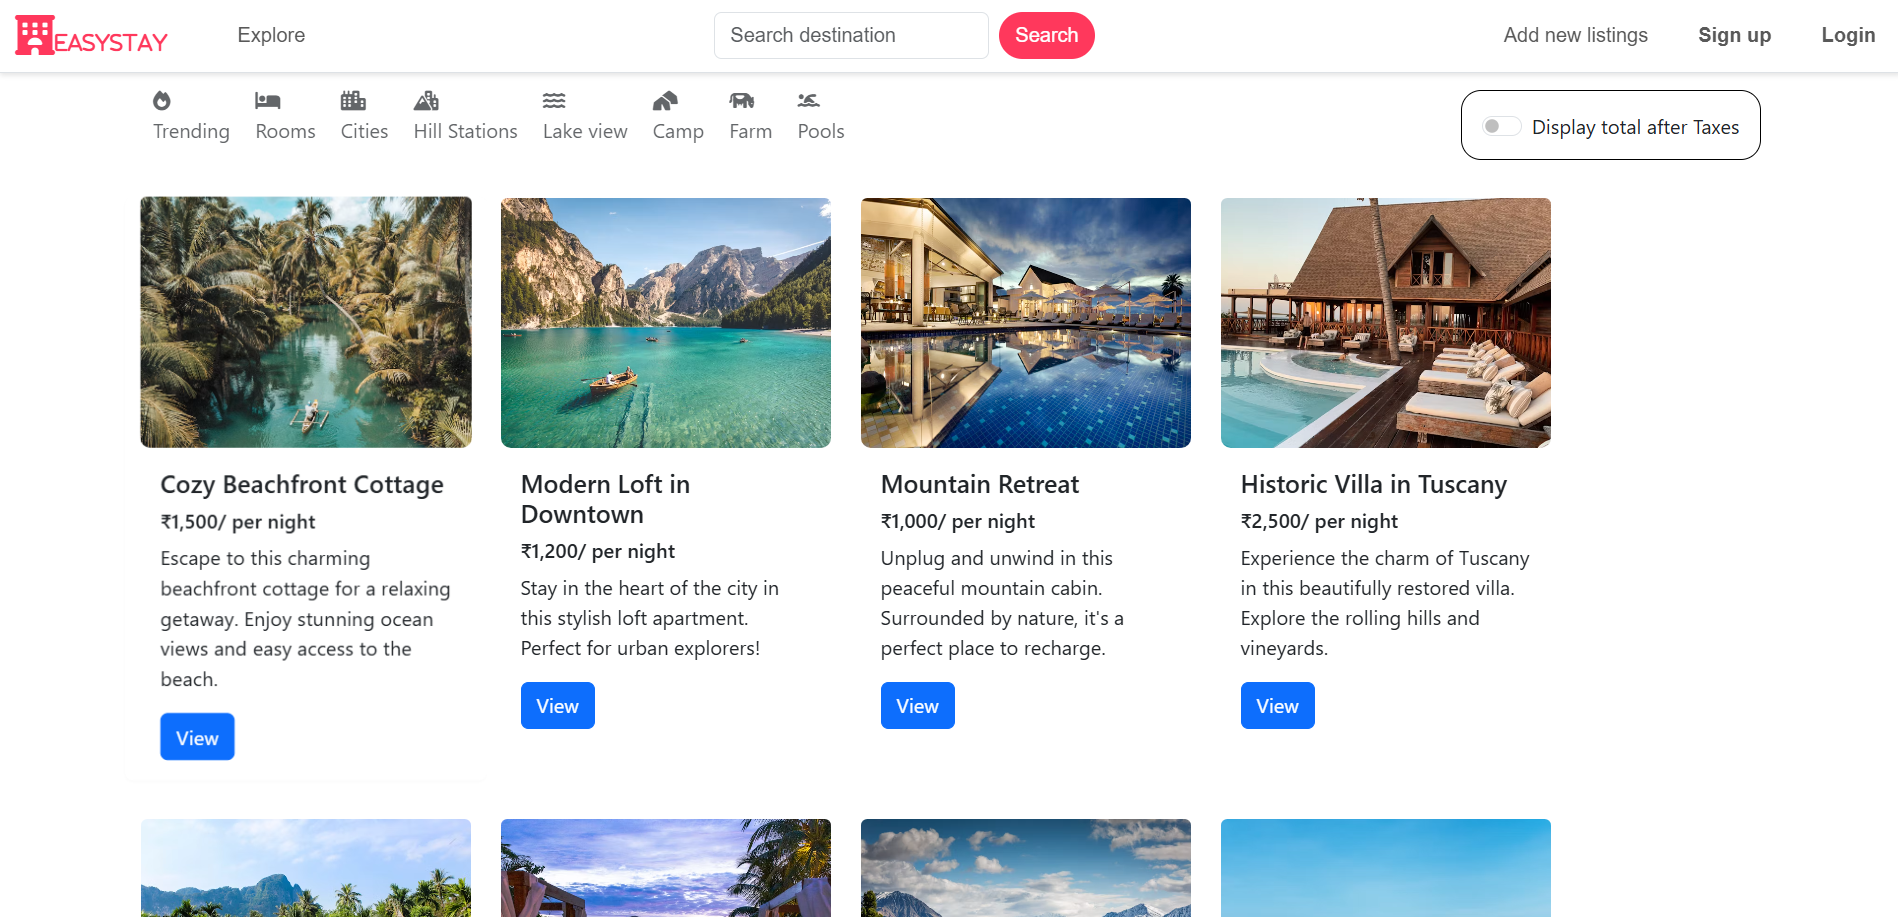 EASYSTAY
Explore
Search destination
Search
Add new listings
Sign up
Login
Trending
Rooms
Cities
Hill Stations
Lake view
Camp
Farm
Pools
Display total after Taxes
Cozy Beachfront Cottage
₹1,500/ per night
Escape to this charming
beachfront cottage for a relaxing
getaway. Enjoy stunning ocean
views and easy access to the
beach.
View
Modern Loft in
Downtown
₹1,200/ per night
Stay in the heart of the city in
this stylish loft apartment.
Perfect for urban explorers!
View
Mountain Retreat
₹1,000/ per night
Unplug and unwind in this
peaceful mountain cabin.
Surrounded by nature, it's a
perfect place to recharge.
View
Historic Villa in Tuscany
₹2,500/ per night
Experience the charm of Tuscany
in this beautifully restored villa.
Explore the rolling hills and
vineyards.
View